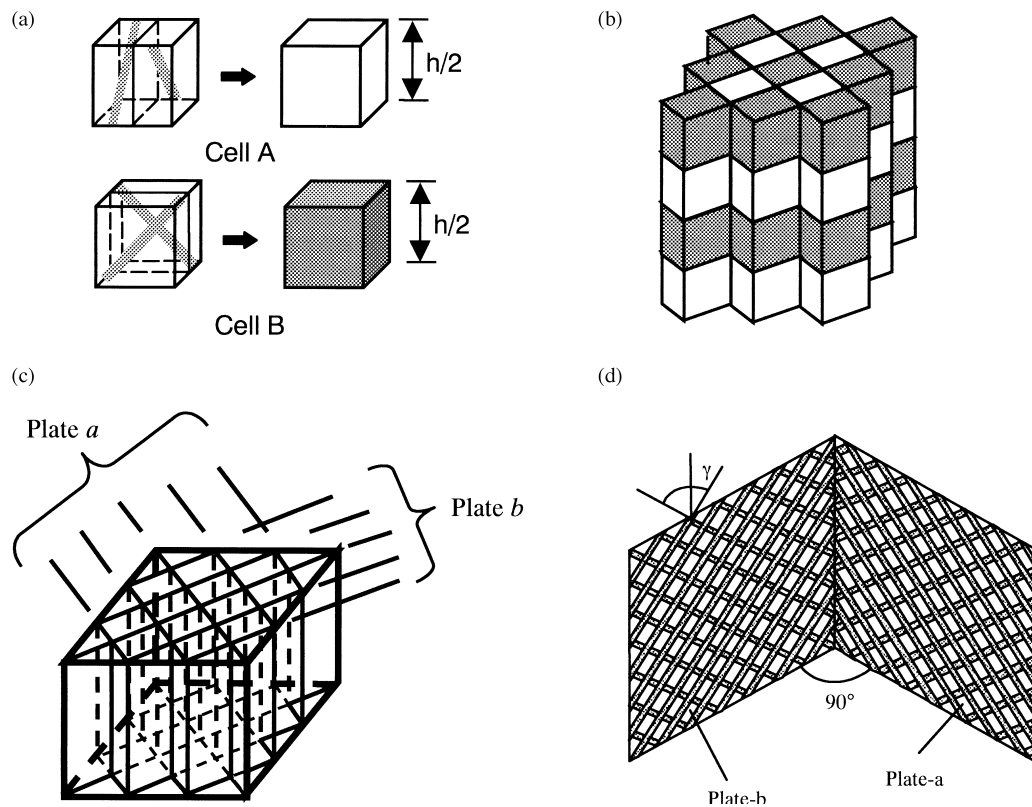 (a)
h/2
Cell A
h/2
Cell B
(b)
(c)
Plate a
Plate b
(d)
γ
90°
Plate-a
Plate-b